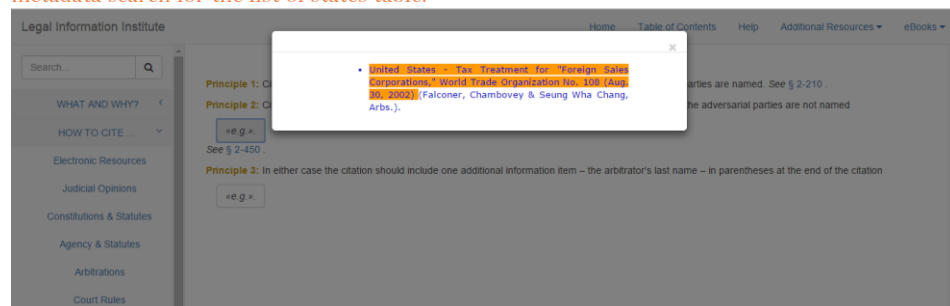 metadata search for the list of states table.
Legal Information Institute
Home Table of Contents Help Additional Resources eBooks
×
Search...
WHAT AND WHY?
HOW TO CITE ...
Electronic Resources
Judicial Opinions
Constitutions & Statutes
Agency & Statutes
Arbitrations
Court Rules
• United States - Tax Treatment for "Foreign Sales
Corporations," World Trade Organization No. 108 (Aug.
30, 2002) (Falconer, Chambovey & Seung Wha Chang,
Arbs.).
Principle 1: arties are named. See § 2-210 .
Principle 2: the adversarial parties are not named
«e.g.».
See § 2-450 .
Principle 3: In either case the citation should include one additional information item – the arbitrator's last name – in parentheses at the end of the citation
«e.g.».